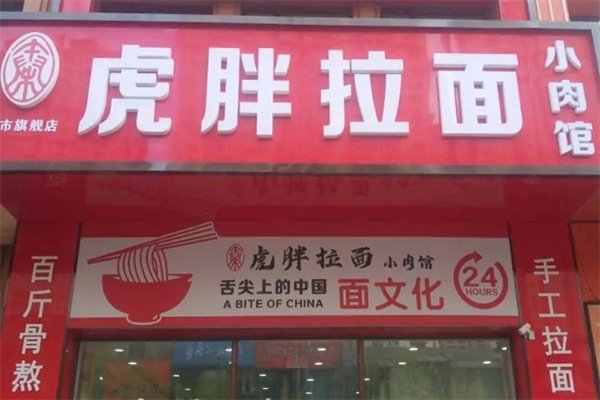 虎胖拉面
小肉馆
市旗舰店
虎胖拉面 小肉馆
舌尖上的中国
A BITE OF CHINA
面文化
24
HOURS
百斤骨熬
手工拉面